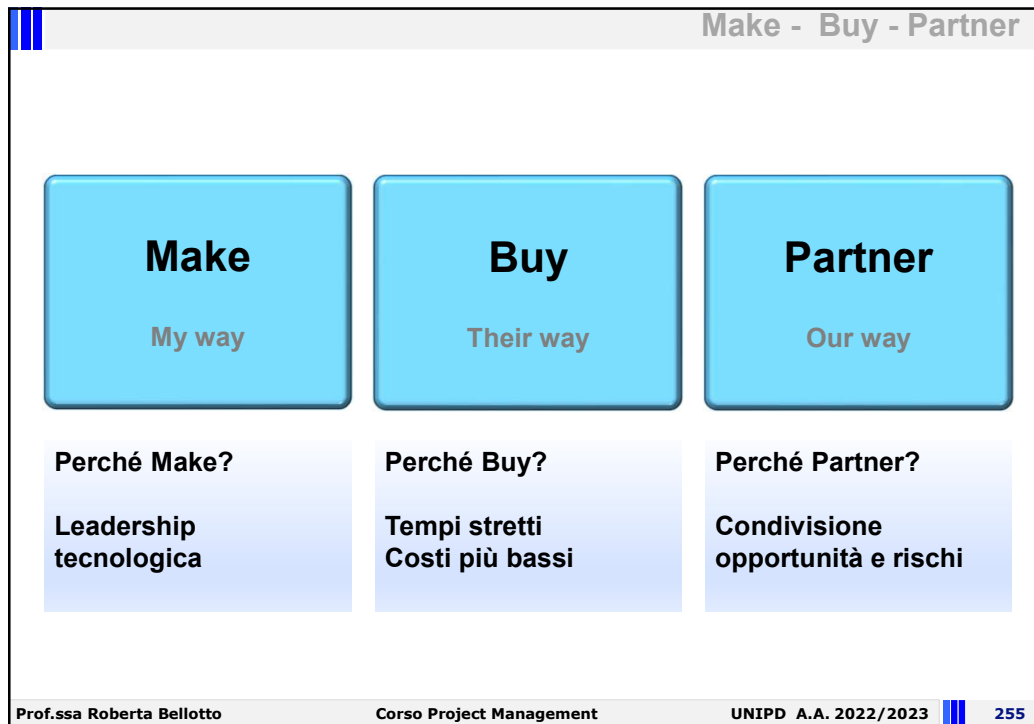 Make - Buy - Partner
Make
My way
Buy
Their way
Partner
Our way
Perché Make?
Leadership
tecnologica
Perché Buy?
Tempi stretti
Costi più bassi
Perché Partner?
Condivisione
opportunità e rischi
Prof.ssa Roberta Bellotto Corso Project Management UNIPD A.A. 2022/2023 255